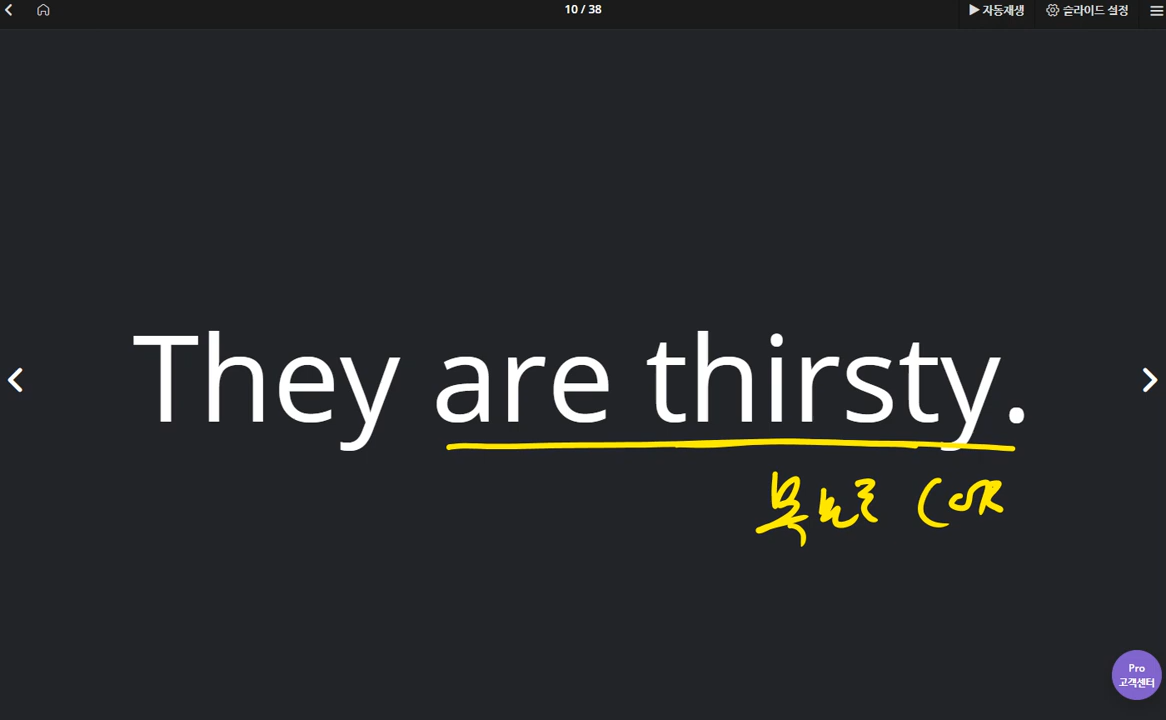 10 / 38
▶ 자동재생
슬라이드 설정
They are thirsty.
Pro
고객센터